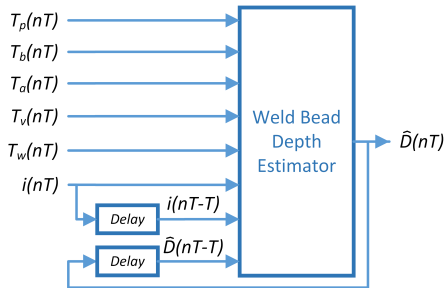 Tp(nT)
Tb(nT)
Ta(nT)
Tv(nT)
Tw(nT)
i(nT)
Delay
i(nT-T)
Delay
D̂(nT-T)
Weld Bead
Depth
Estimator
D̂(nT)